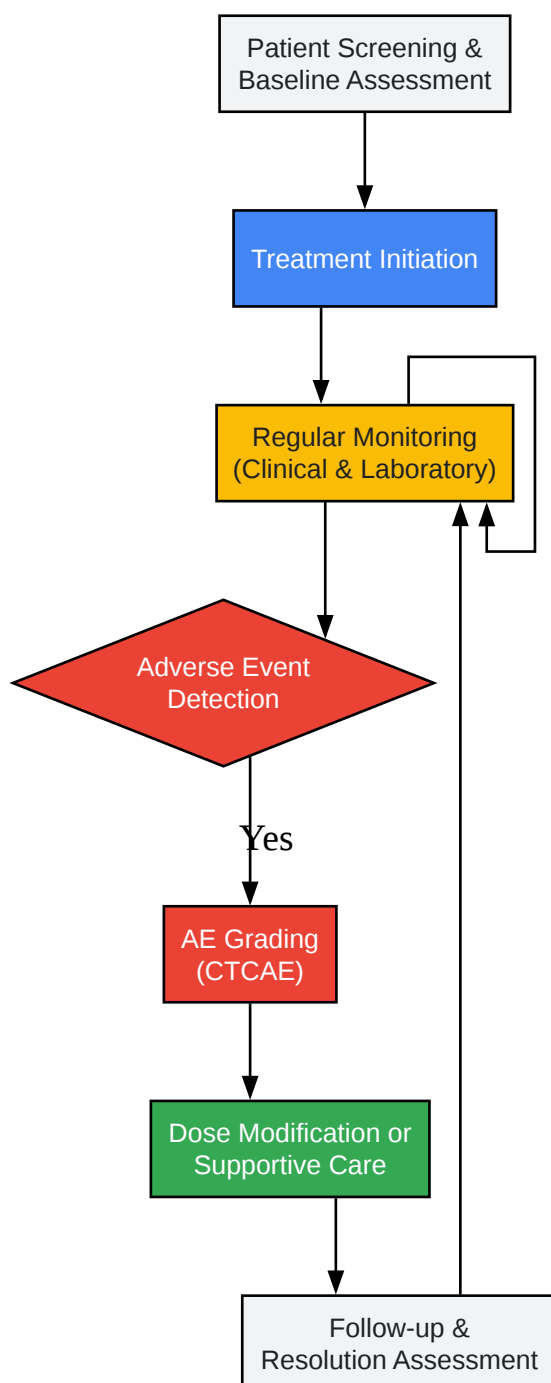 Patient Screening &
Baseline Assessment
Treatment Initiation
Regular Monitoring
(Clinical & Laboratory)
Adverse Event
Detection
Yes
AE Grading
(CTCAE)
Dose Modification or
Supportive Care
Follow-up &
Resolution Assessment